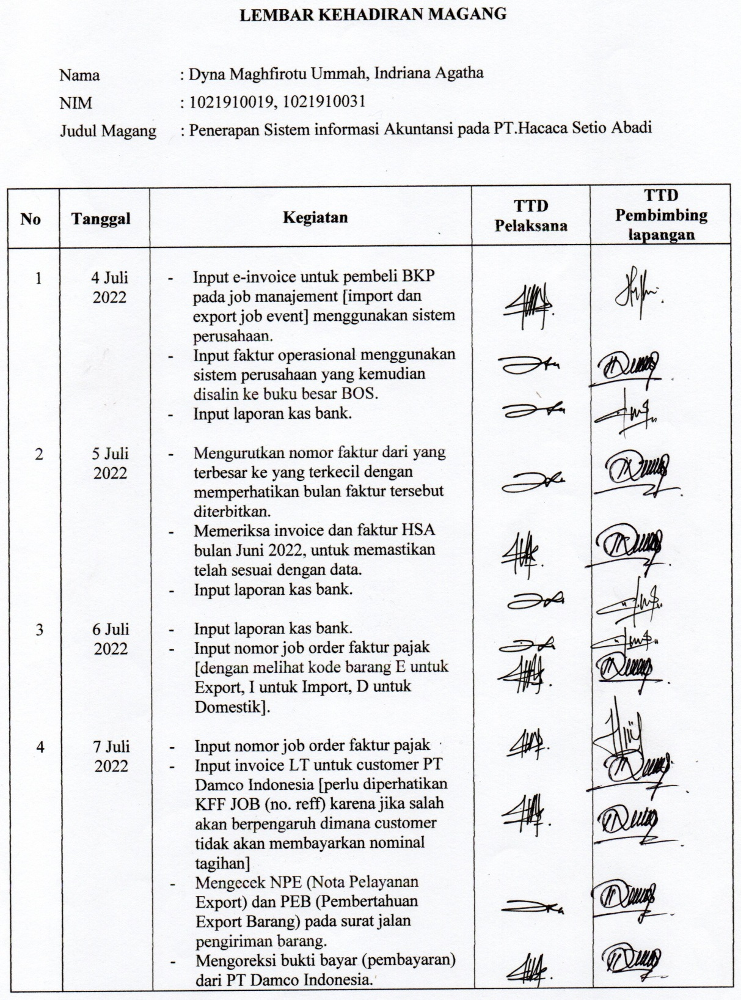 LEMBAR KEHADIRAN MAGANG
Nama : Dyna Maghfirotu Ummah, Indriana Agatha
NIM : 1021910019, 1021910031
Judul Magang : Penerapan Sistem informasi Akuntansi pada PT.Hacaca Setio Abadi
No Tanggal Kegiatan TTD Pelaksana TTD Pembimbing lapangan
1 4 Juli 2022
- Input e-invoice untuk pembeli BKP
pada job manajement [import dan
export job event] menggunakan sistem
perusahaan.
- Input faktur operasional menggunakan
sistem perusahaan yang kemudian
disalin ke buku besar BOS.
- Input laporan kas bank.
2 5 Juli 2022
- Mengurutkan nomor faktur dari yang
terbesar ke yang terkecil dengan
memperhatikan bulan faktur tersebut
diterbitkan.
- Memeriksa invoice dan faktur HSA
bulan Juni 2022, untuk memastikan
telah sesuai dengan data.
- Input laporan kas bank.
3 6 Juli 2022
- Input laporan kas bank.
- Input nomor job order faktur pajak
[dengan melihat kode barang E untuk
Export, I untuk Import, D untuk
Domestik].
4 7 Juli 2022
- Input nomor job order faktur pajak
- Input invoice LT untuk customer PT
Damco Indonesia [perlu diperhatikan
KFF JOB (no. reff) karena jika salah
akan berpengaruh dimana customer
tidak akan membayarkan nominal
tagihan]
- Mengecek NPE (Nota Pelayanan
Export) dan PEB (Pembertahuan
Export Barang) pada surat jalan
pengiriman barang.
- Mengoreksi bukti bayar (pembayaran)
dari PT Damco Indonesia.